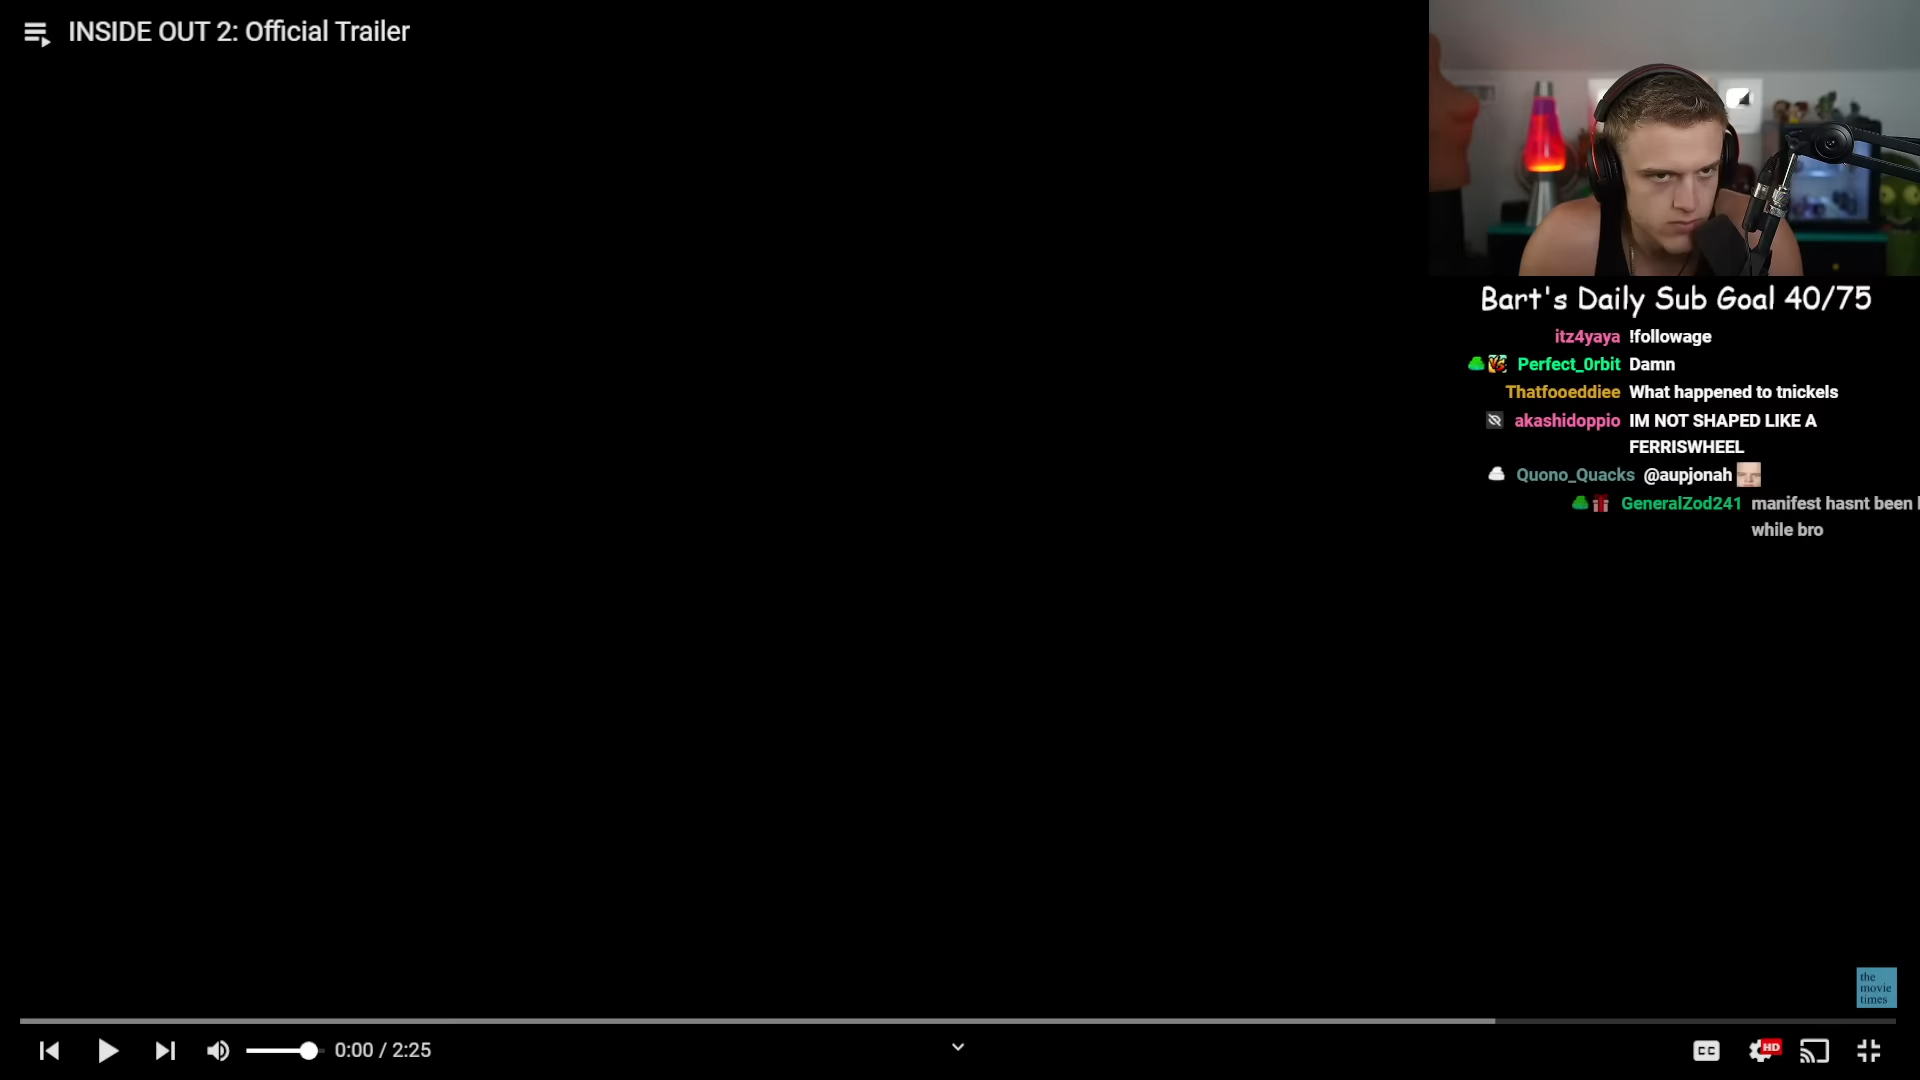 INSIDE OUT 2: Official Trailer
Bart's Daily Sub Goal 40/75
itz4yaya !followage
Perfect_0rbit Damn
Thatfooeddiee What happened to tnickels
akashidoppio IM NOT SHAPED LIKE A
FERRISWHEEL
Quono_Quacks @aupjonah
GeneralZod241 manifest hasnt been
while bro
the
movie
times
0:00 / 2:25
CC
HD